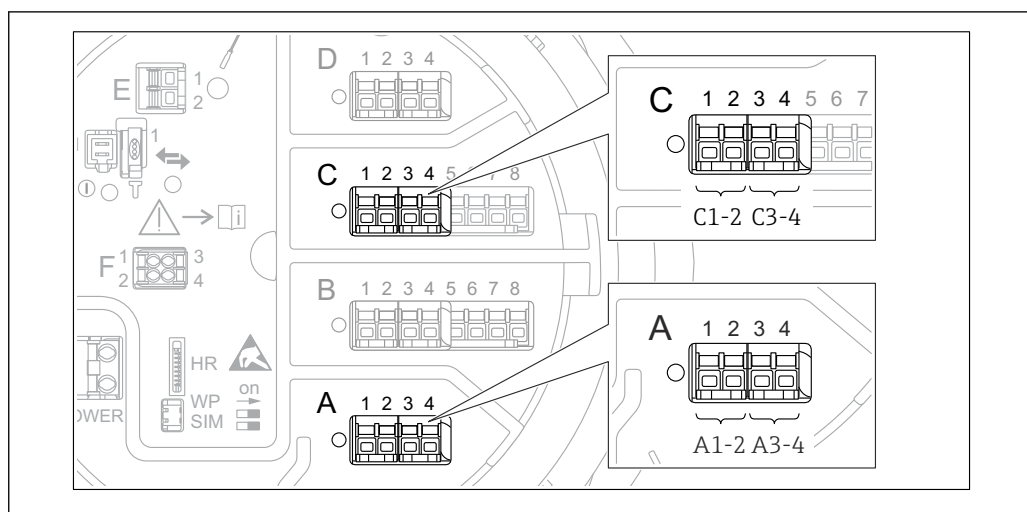 D 1 2 3 4
E 1
2
1
C 1 2 3 4 5 6 7 8
F 1 3
2 4
B 1 2 3 4 5 6 7 8
HR
WP on
SIM
OWER
A 1 2 3 4
C 1 2 3 4 5 6 7
C1-2 C3-4
A 1 2 3 4
A1-2 A3-4